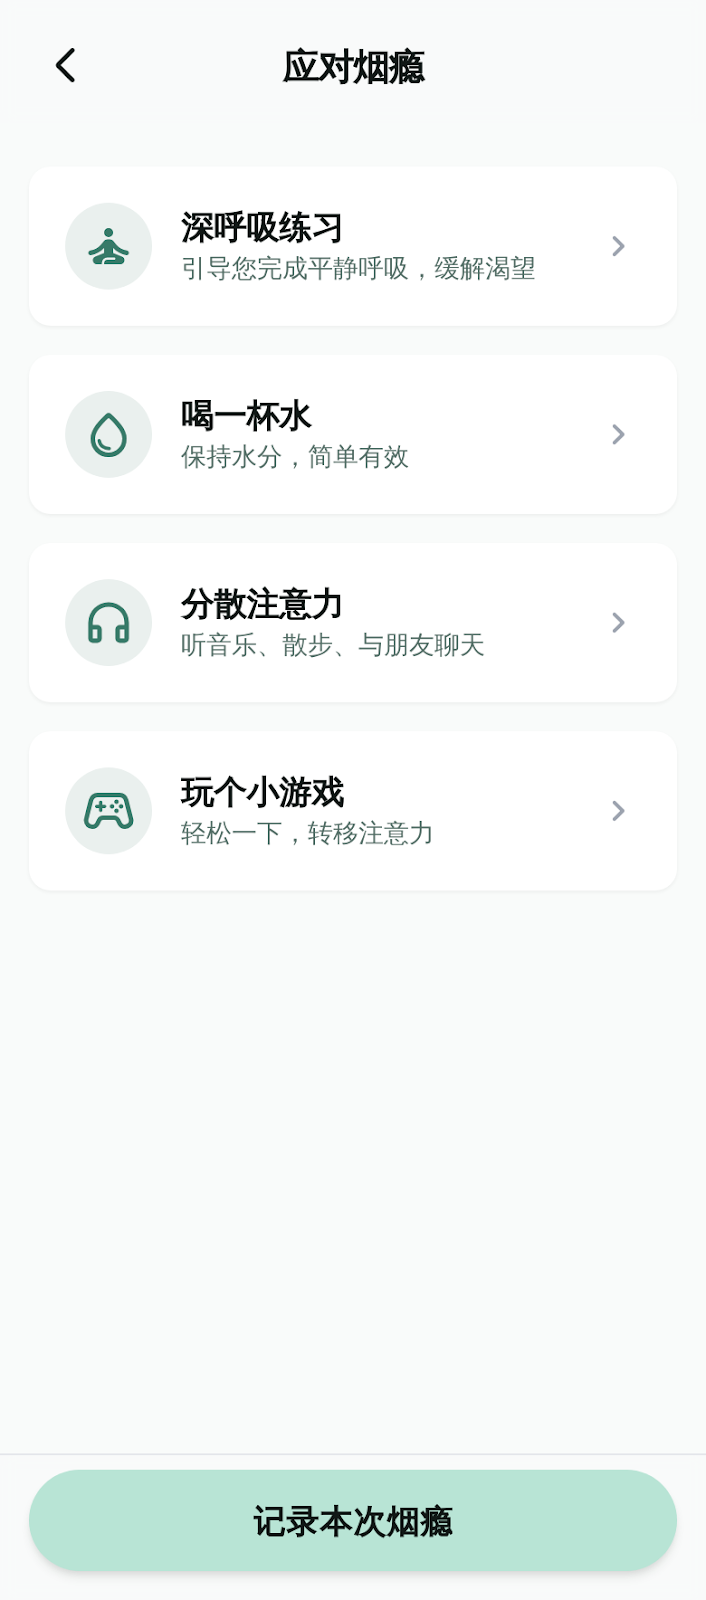 应对烟瘾
深呼吸练习
引导您完成平静呼吸，缓解渴望
喝一杯水
保持水分，简单有效
分散注意力
听音乐、散步、与朋友聊天
玩个小游戏
轻松一下，转移注意力
记录本次烟瘾